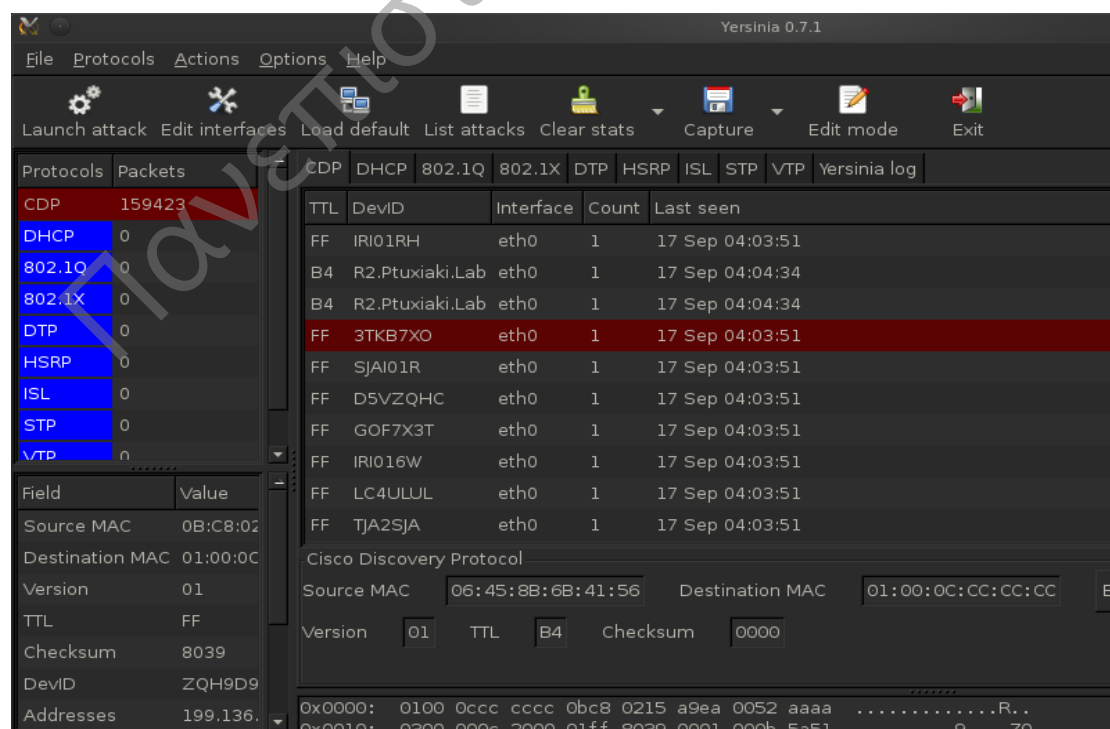 Yersinia 0.7.1
File Protocols Actions Options Help
Launch attack Edit interfaces Load default List attacks Clear stats Capture Edit mode Exit
Protocols Packets
CDP 159423
DHCP 0
802.1Q 0
802.1X 0
DTP 0
HSRP 0
ISL 0
STP 0
VTP 0
Field Value
Source MAC 0B:C8:02
Destination MAC 01:00:0C
Version 01
TTL FF
Checksum 8039
DevID ZQH9D9
Addresses 199.136.
CDP DHCP 802.1Q 802.1X DTP HSRP ISL STP VTP Yersinia log
TTL DevID Interface Count Last seen
FF IRI01RH eth0 1 17 Sep 04:03:51
B4 R2.Ptuxiaki.Lab eth0 1 17 Sep 04:04:34
B4 R2.Ptuxiaki.Lab eth0 1 17 Sep 04:04:34
FF 3TKB7XO eth0 1 17 Sep 04:03:51
FF SJAI01R eth0 1 17 Sep 04:03:51
FF D5VZQHC eth0 1 17 Sep 04:03:51
FF GOF7X3T eth0 1 17 Sep 04:03:51
FF IRI016W eth0 1 17 Sep 04:03:51
FF LC4ULUL eth0 1 17 Sep 04:03:51
FF TJA2SJA eth0 1 17 Sep 04:03:51
Cisco Discovery Protocol
Source MAC 06:45:8B:6B:41:56 Destination MAC 01:00:0C:CC:CC:CC E
Version 01 TTL B4 Checksum 0000
0x0000: 0100 0ccc cccc 0bc8 0215 a9ea 0052 aaaa .............R..
Πανεπιστ